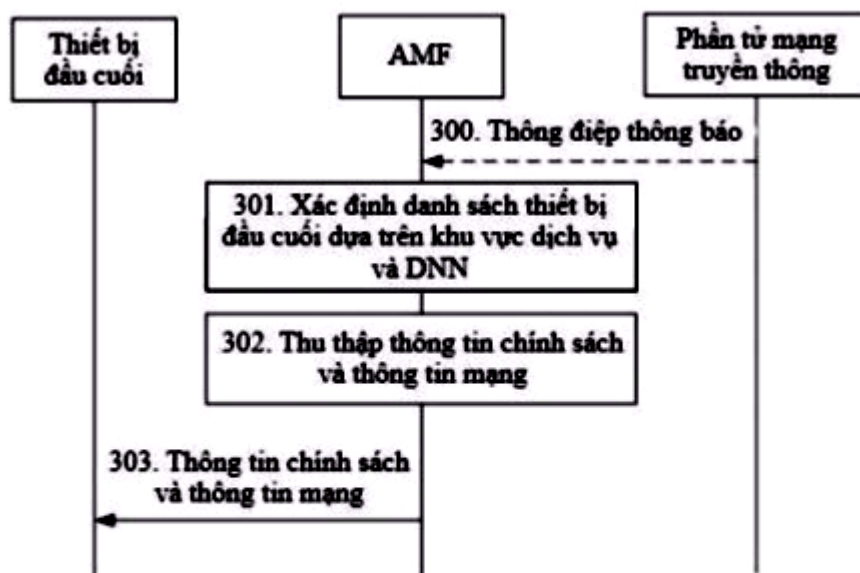 Thiết bị
đầu cuối
AMF
Phần tử mạng
truyền thông
300. Thông điệp thông báo
301. Xác định danh sách thiết bị
đầu cuối dựa trên khu vực dịch vụ
và DNN
302. Thu thập thông tin chính sách
và thông tin mạng
303. Thông tin chính sách
và thông tin mạng